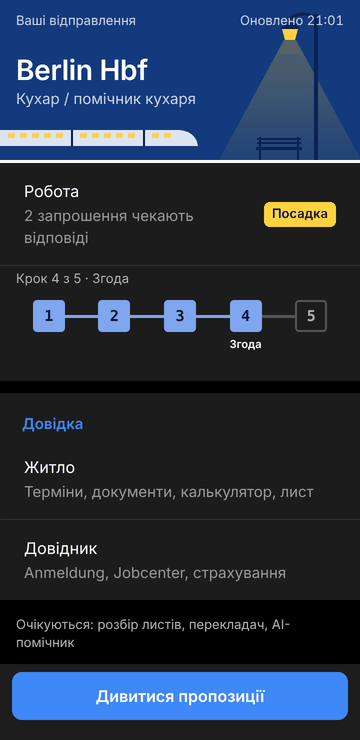 Ваші відправлення
Оновлено 21:01
Berlin Hbf
Кухар / помічник кухаря
Робота
2 запрошення чекають
відповіді
Посадка
Крок 4 з 5 · Згода
1 2 3 4 5
Згода
Довідка
Житло
Терміни, документи, калькулятор, лист
Довідник
Anmeldung, Jobcenter, страхування
Очікуються: розбір листів, перекладач, AI-
помічник
Дивитися пропозиції